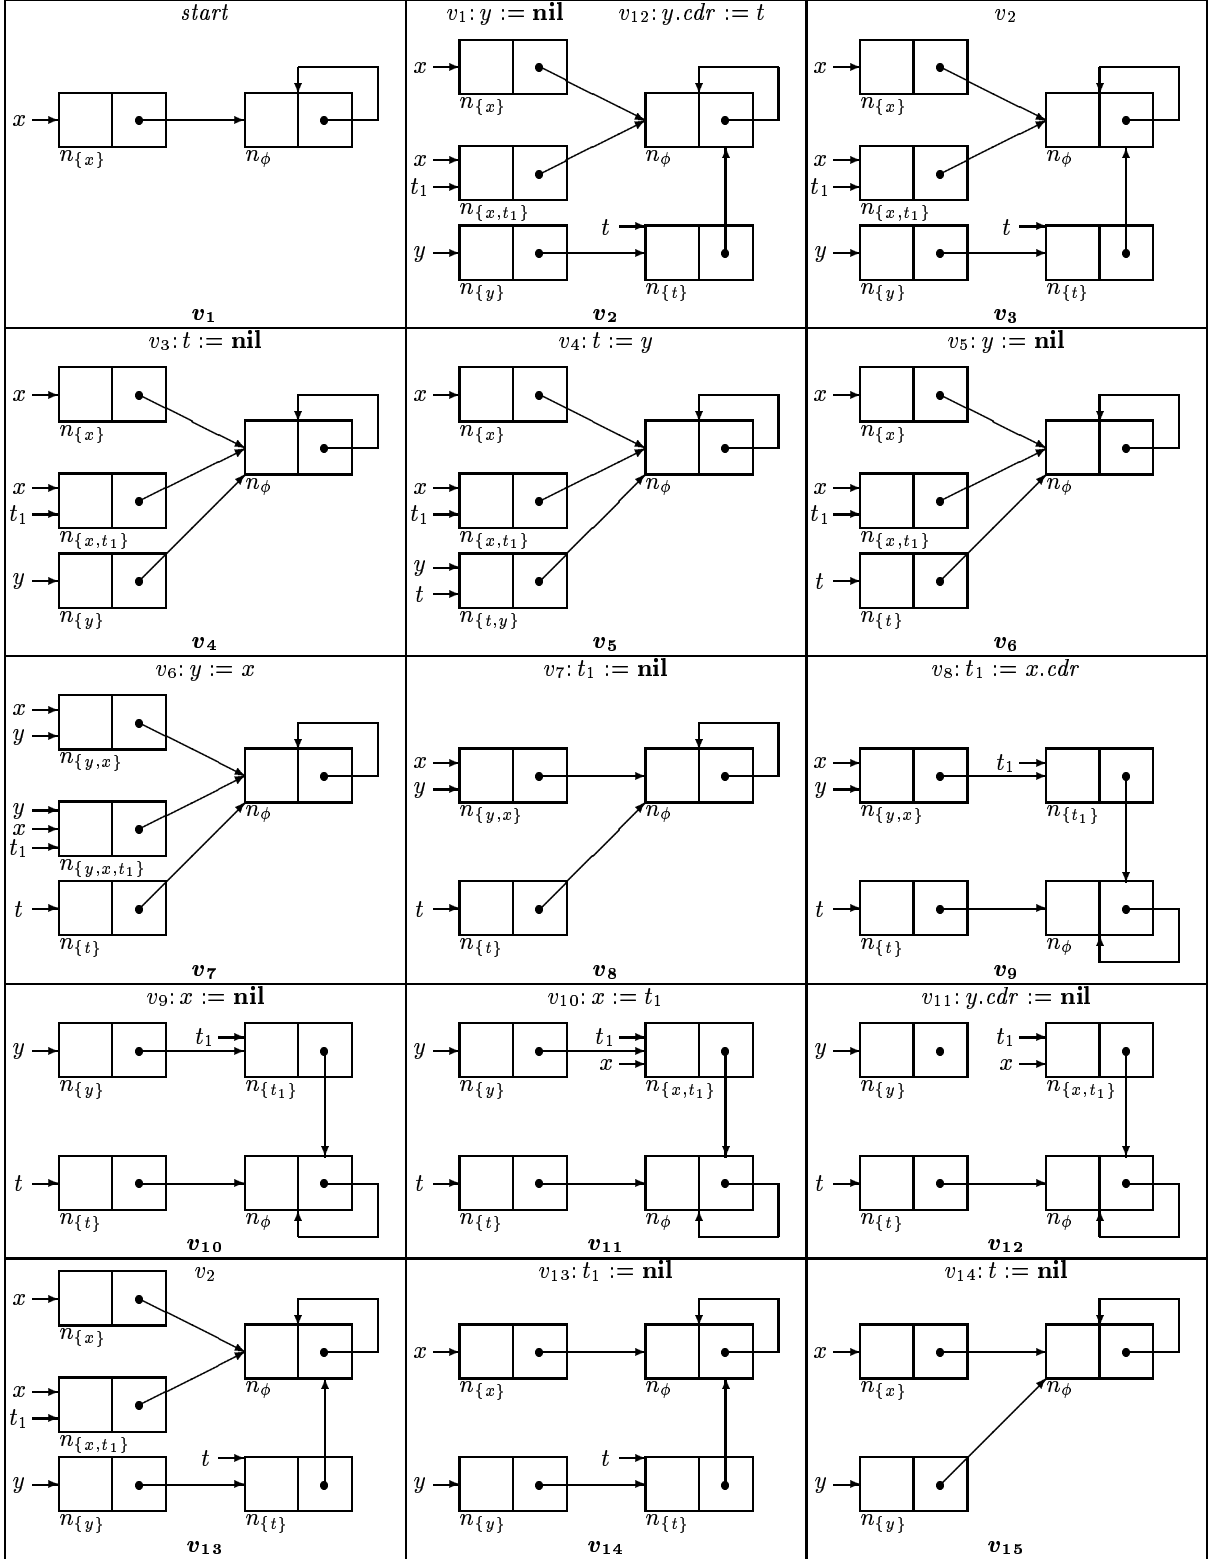 start
x
n{x}
nϕ
v1
v1: y := nil v12: y.cdr := t
x
n{x}
x
nϕ
t1
n{x,t1}
t
y
n{y}
n{t}
v2
v2
x
n{x}
x
nϕ
t1
n{x,t1}
t
y
n{y}
n{t}
v3
v3: t := nil
x
n{x}
x
nϕ
t1
n{x,t1}
y
n{y}
v4
v4: t := y
x
n{x}
x
nϕ
t1
n{x,t1}
y
t
n{t,y}
v5
v5: y := nil
x
n{x}
x
nϕ
t1
n{x,t1}
t
n{t}
v6
v6: y := x
x
y
n{y,x}
y
nϕ
x
t1
n{y,x,t1}
t
n{t}
v7
v7: t1 := nil
x
y
n{y,x}
nϕ
t
n{t}
v8
v8: t1 := x.cdr
x
t1
y
n{y,x}
n{t1}
t
n{t}
nϕ
v9
v9: x := nil
t1
y
n{y}
n{t1}
t
n{t}
nϕ
v10
v10: x := t1
t1
y
x
n{y}
n{x,t1}
t
n{t}
nϕ
v11
v11: y.cdr := nil
t1
y
x
n{y}
n{x,t1}
t
n{t}
nϕ
v12
v2
x
n{x}
x
nϕ
t1
n{x,t1}
t
y
n{y}
n{t}
v13
v13: t1 := nil
x
n{x}
nϕ
t
y
n{y}
n{t}
v14
v14: t := nil
x
n{x}
nϕ
y
n{y}
v15